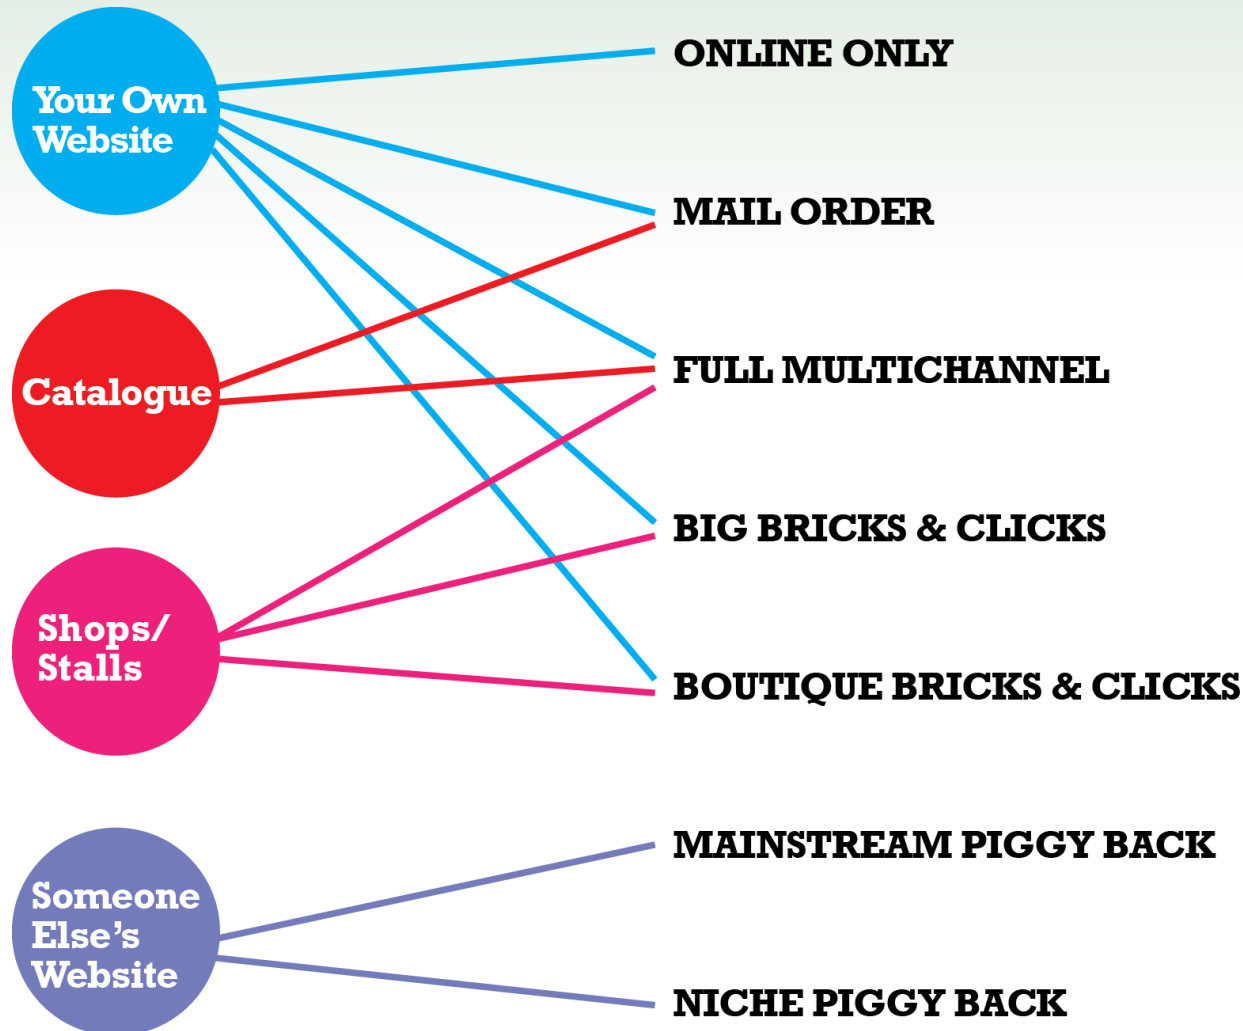 Your Own
Website
Catalogue
Shops/
Stalls
Someone
Else’s
Website
ONLINE ONLY
MAIL ORDER
FULL MULTICHANNEL
BIG BRICKS & CLICKS
BOUTIQUE BRICKS & CLICKS
MAINSTREAM PIGGY BACK
NICHE PIGGY BACK